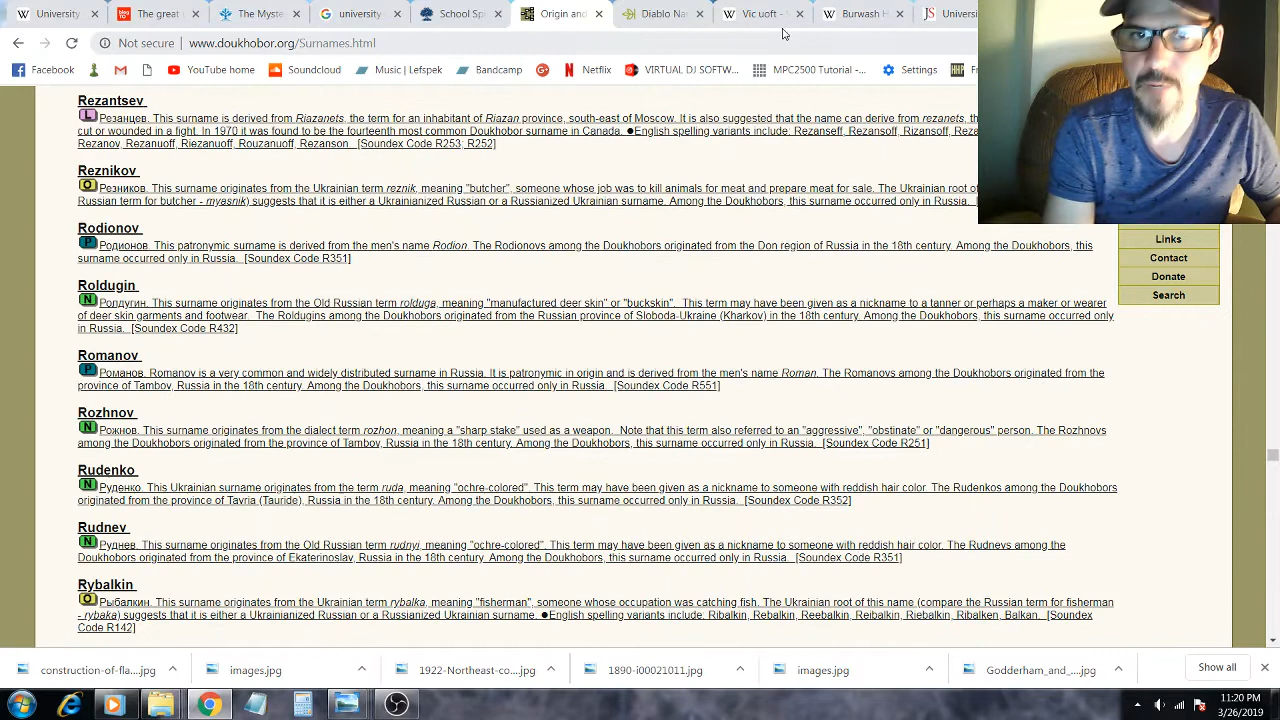 University
The great
The Myste
university
School Sp
Origin and
Diablo Na
Vic uoft -
Burwash H
Univers
Not secure | www.doukhobor.org/Surnames.html
Facebook
YouTube home
Soundcloud
Music | Lefspek
Bandcamp
Netflix
VIRTUAL DJ SOFTW...
MPC2500 Tutorial -...
Settings
Rezantsev
Резанцев. This surname is derived from Riazanets, the term for an inhabitant of Riazan province, south-east of Moscow. It is also suggested that the name can derive from rezanets, th
cut or wounded in a fight. In 1970 it was found to be the fourteenth most common Doukhobor surname in Canada. ●English spelling variants include: Rezanseff, Rezansoff, Rizansoff, Reza
Rezanov, Rezanuoff, Riezanuoff, Rouzanuoff, Rezanson. [Soundex Code R253; R252]
Reznikov
Резников. This surname originates from the Ukrainian term reznik, meaning "butcher", someone whose job was to kill animals for meat and prepare meat for sale. The Ukrainian root of
Russian term for butcher - myasnik) suggests that it is either a Ukrainianized Russian or a Russianized Ukrainian surname. Among the Doukhobors, this surname occurred only in Russia. [
Rodionov
Родионов. This patronymic surname is derived from the men's name Rodion. The Rodionovs among the Doukhobors originated from the Don region of Russia in the 18th century. Among the Doukhobors, this
surname occurred only in Russia. [Soundex Code R351]
Roldugin
Ролдугин. This surname originates from the Old Russian term rolduga, meaning "manufactured deer skin" or "buckskin". This term may have been given as a nickname to a tanner or perhaps a maker or wearer
of deer skin garments and footwear. The Roldugins among the Doukhobors originated from the Russian province of Sloboda-Ukraine (Kharkov) in the 18th century. Among the Doukhobors, this surname occurred only
in Russia. [Soundex Code R432]
Romanov
Романов. Romanov is a very common and widely distributed surname in Russia. It is patronymic in origin and is derived from the men's name Roman. The Romanovs among the Doukhobors originated from the
province of Tambov, Russia in the 18th century. Among the Doukhobors, this surname occurred only in Russia. [Soundex Code R551]
Rozhnov
Рожнов. This surname originates from the dialect term rozhon, meaning a "sharp stake" used as a weapon. Note that this term also referred to an "aggressive", "obstinate" or "dangerous" person. The Rozhnovs
among the Doukhobors originated from the province of Tambov, Russia in the 18th century. Among the Doukhobors, this surname occurred only in Russia. [Soundex Code R251]
Rudenko
Руденко. This Ukrainian surname originates from the term ruda, meaning "ochre-colored". This term may have been given as a nickname to someone with reddish hair color. The Rudenkos among the Doukhobors
originated from the province of Tavria (Tauride), Russia in the 18th century. Among the Doukhobors, this surname occurred only in Russia. [Soundex Code R352]
Rudnev
Руднев. This surname originates from the Old Russian term rudnyi, meaning "ochre-colored". This term may have been given as a nickname to someone with reddish hair color. The Rudnevs among the
Doukhobors originated from the province of Ekaterinoslav, Russia in the 18th century. Among the Doukhobors, this surname occurred only in Russia. [Soundex Code R351]
Rybalkin
Рыбалкин. This surname originates from the Ukrainian term rybalka, meaning "fisherman", someone whose occupation was catching fish. The Ukrainian root of this name (compare the Russian term for fisherman
- rybaka) suggests that it is either a Ukrainianized Russian or a Russianized Ukrainian surname. ●English spelling variants include: Ribalkin, Rebalkin, Reebalkin, Reibalkin, Riebalkin, Ribalken, Balkan. [Soundex
Code R142]
Links
Contact
Donate
Search
construction-of-fla....jpg
images.jpg
1922-Northeast-co....jpg
1890-i00021011.jpg
images.jpg
Godderham_and_....jpg
Show all
11:20 PM
3/26/2019